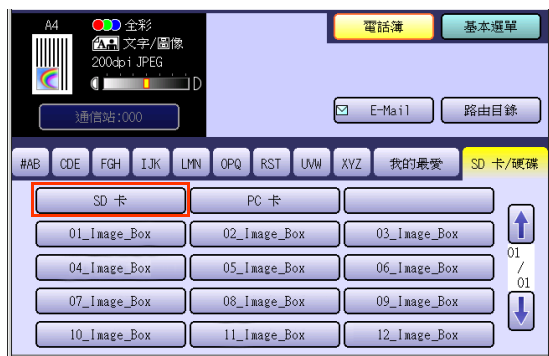 A4 全彩
文字/圖像
200dpi JPEG
D
電話簿 基本選單
通信站:000
E-Mail 路由目錄
#AB CDE FGH IJK LMN OPQ RST UVW XYZ 我的最愛 SD 卡/硬碟
SD 卡 PC 卡
01_Image_Box 02_Image_Box 03_Image_Box
04_Image_Box 05_Image_Box 06_Image_Box
07_Image_Box 08_Image_Box 09_Image_Box
10_Image_Box 11_Image_Box 12_Image_Box
01
/
01